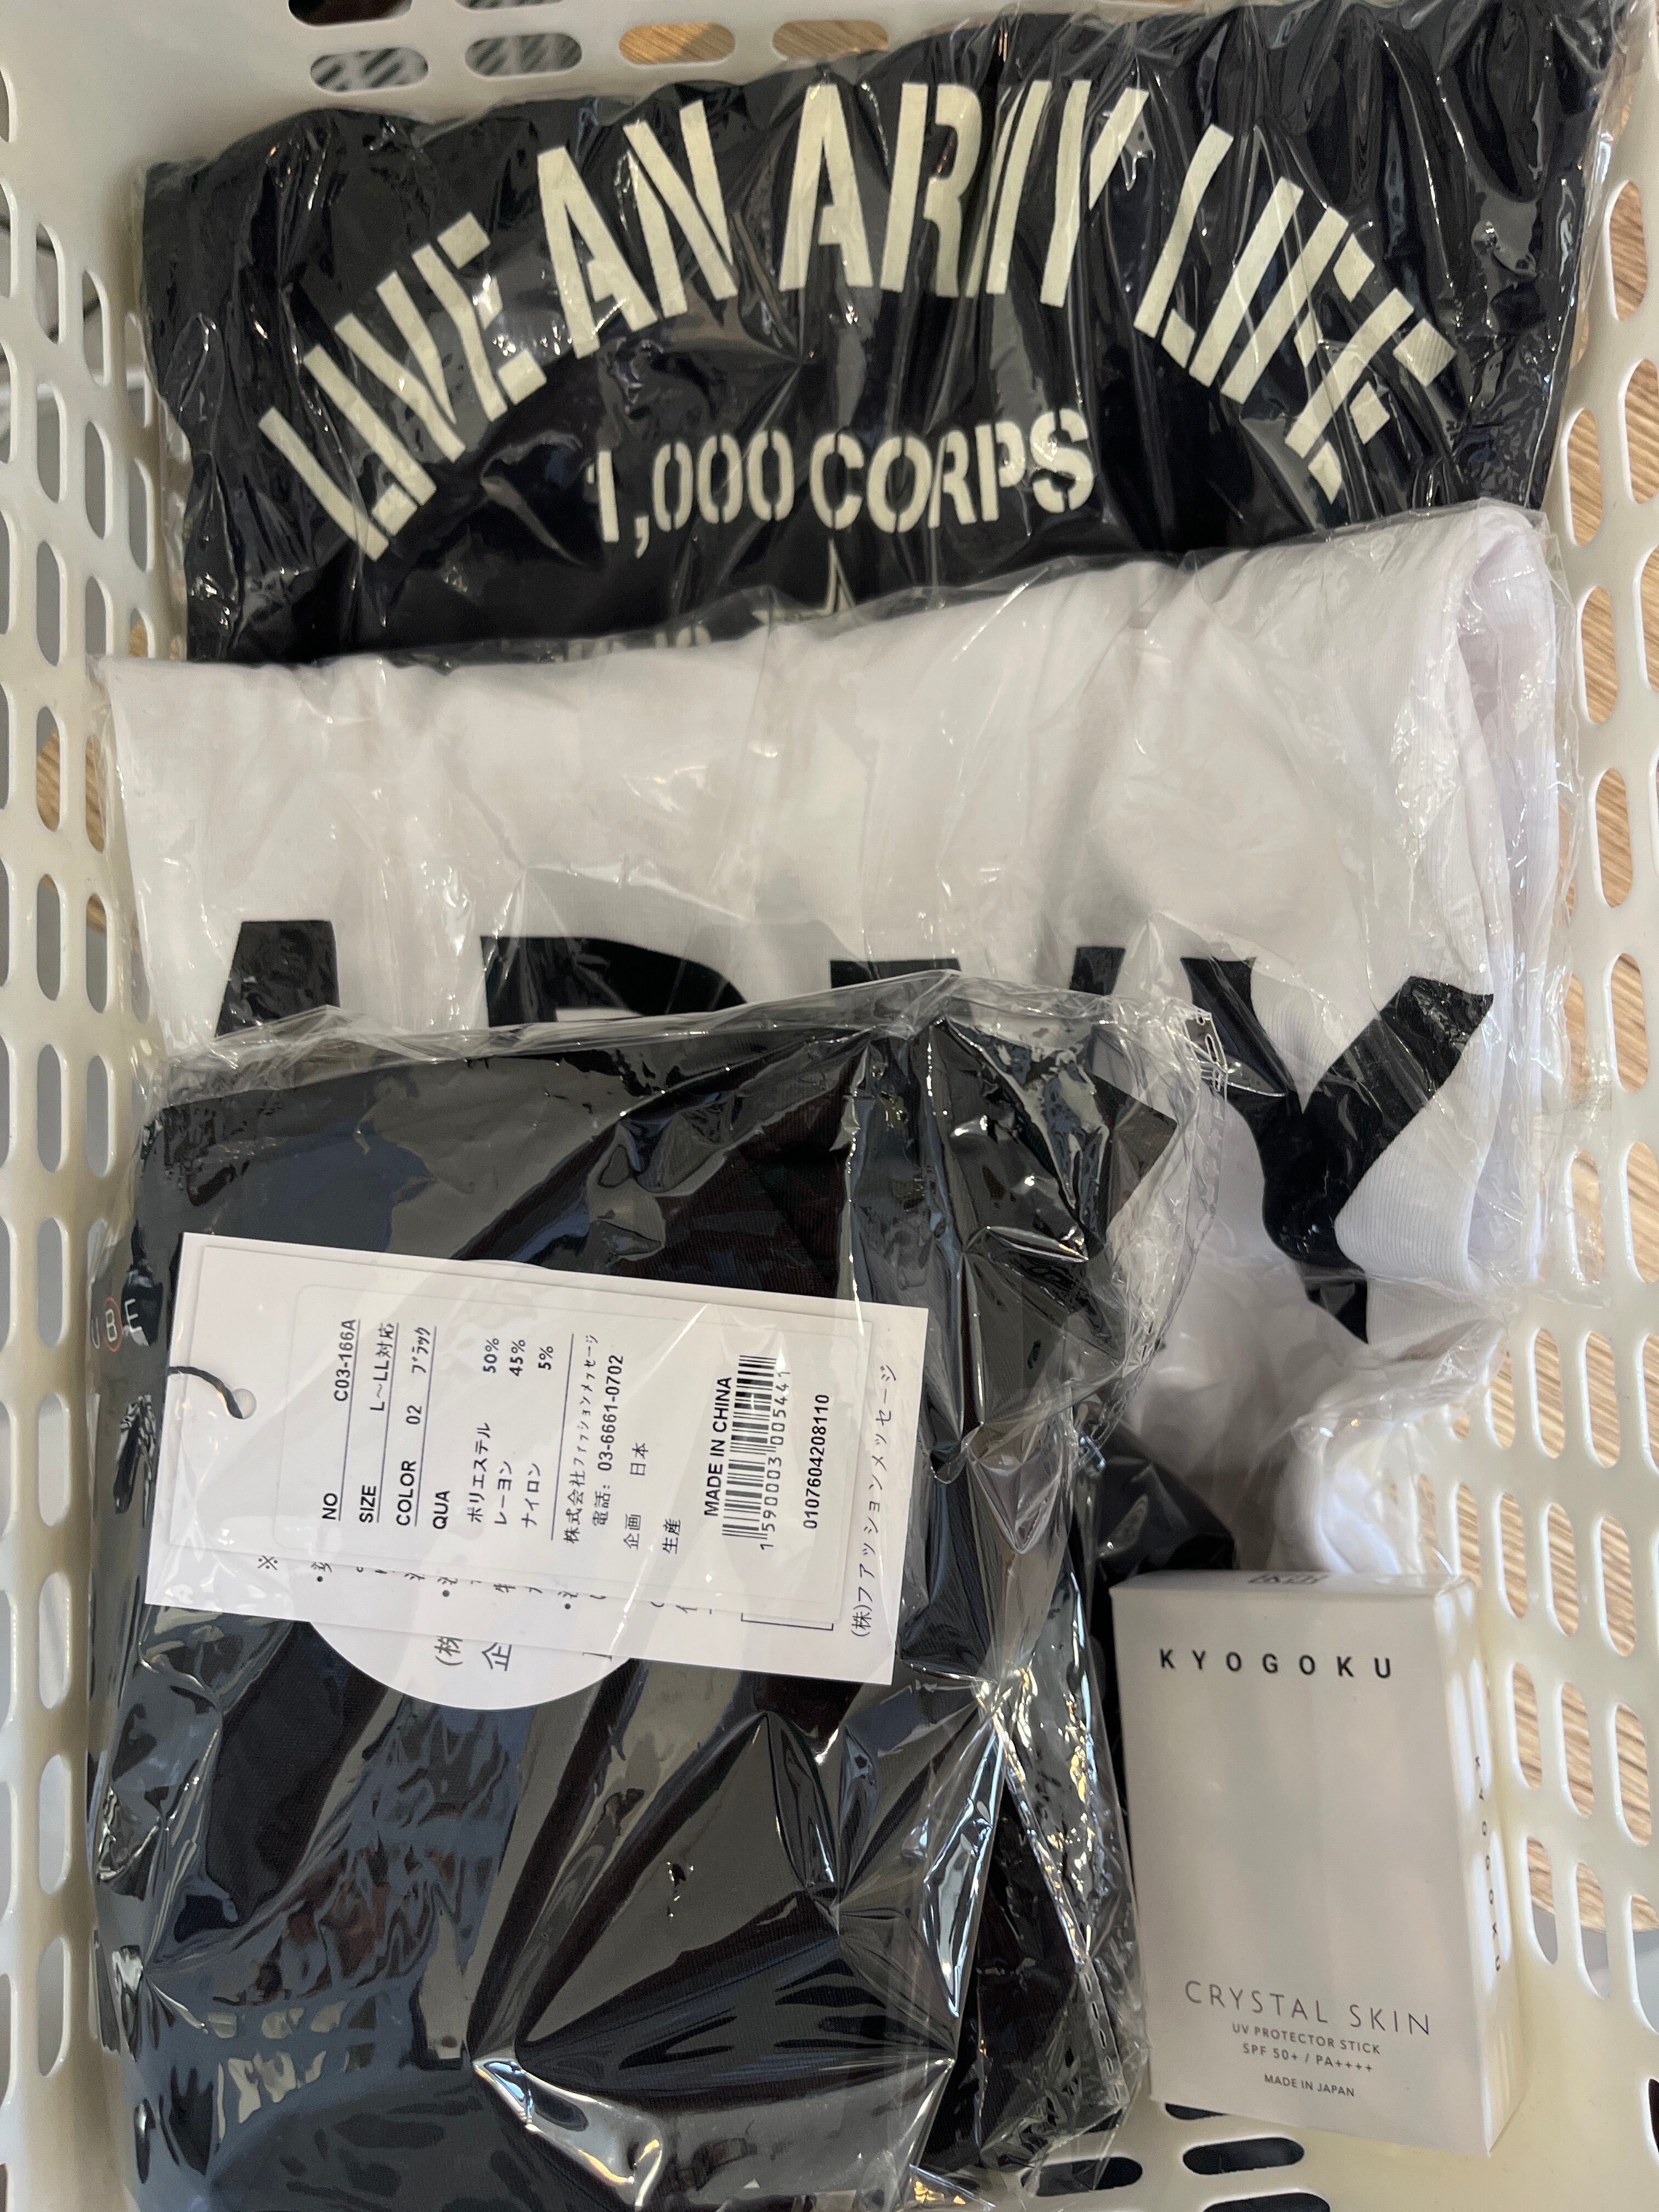 LIVE AN ARMY LIFE
1,000 CORPS
ARMY
NO C03-166A
SIZE L～LL対応
COLOR 02 ブラック
QUA
ポリエステル 50%
レーヨン 45%
ナイロン 5%
株式会社ファッションメッセージ
電話: 03-6661-0702
企画 日本
生産
MADE IN CHINA
1590003005441
0107604208110
(株)ファッションメッセージ
※
(株
企
KYOGOKU
CRYSTAL SKIN
UV PROTECTOR STICK
SPF 50+ / PA++++
MADE IN JAPAN
KYOGOKU